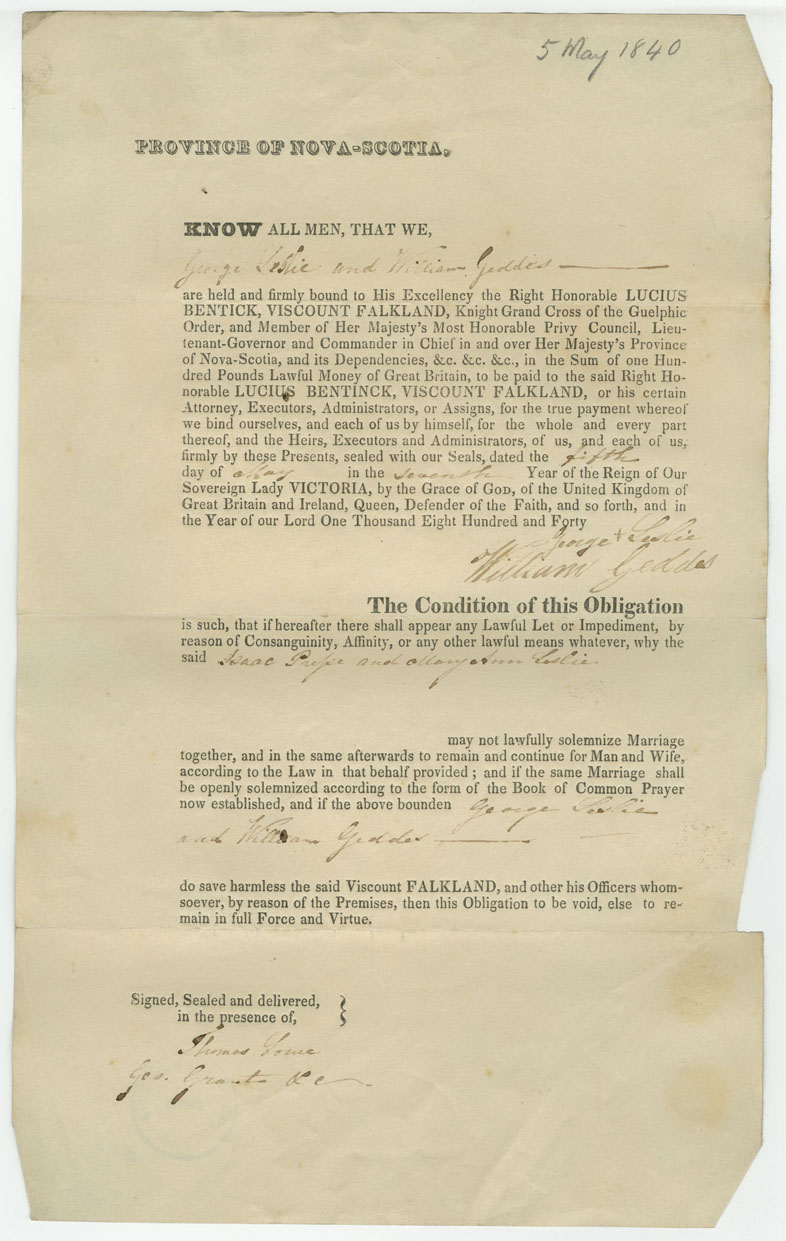 5 May 1840
PROVINCE OF NOVA-SCOTIA.
KNOW ALL MEN, THAT WE,
George Leslie and William Geddes
are held and firmly bound to His Excellency the Right Honorable LUCIUS
BENTICK, VISCOUNT FALKLAND, Knight Grand Cross of the Guelphic
Order, and Member of Her Majesty's Most Honorable Privy Council, Lieu-
tenant-Governor and Commander in Chief in and over Her Majesty's Province
of Nova-Scotia, and its Dependencies, &c. &c. &c., in the Sum of one Hun-
dred Pounds Lawful Money of Great Britain, to be paid to the said Right Ho-
norable LUCIUS BENTINCK, VISCOUNT FALKLAND, or his certain
Attorney, Executors, Administrators, or Assigns, for the true payment whereof
we bind ourselves, and each of us by himself, for the whole and every part
thereof, and the Heirs, Executors and Administrators, of us, and each of us,
firmly by these Presents, sealed with our Seals, dated the fifth
day of May in the seventh Year of the Reign of Our
Sovereign Lady VICTORIA, by the Grace of GOD, of the United Kingdom of
Great Britain and Ireland, Queen, Defender of the Faith, and so forth, and in
the Year of our Lord One Thousand Eight Hundred and Forty
George + Leslie
William Geddes
The Condition of this Obligation
is such, that if hereafter there shall appear any Lawful Let or Impediment, by
reason of Consanguinity, Affinity, or any other lawful means whatever, why the
said Isaac and Mary Ann Leslie
may not lawfully solemnize Marriage
together, and in the same afterwards to remain and continue for Man and Wife,
according to the Law in that behalf provided ; and if the same Marriage shall
be openly solemnized according to the form of the Book of Common Prayer
now established, and if the above bounden George Leslie
and William Geddes
do save harmless the said Viscount FALKLAND, and other his Officers whom-
soever, by reason of the Premises, then this Obligation to be void, else to re-
main in full Force and Virtue.
Signed, Sealed and delivered, }
in the presence of,
Thomas Lowe
Geo. Grant